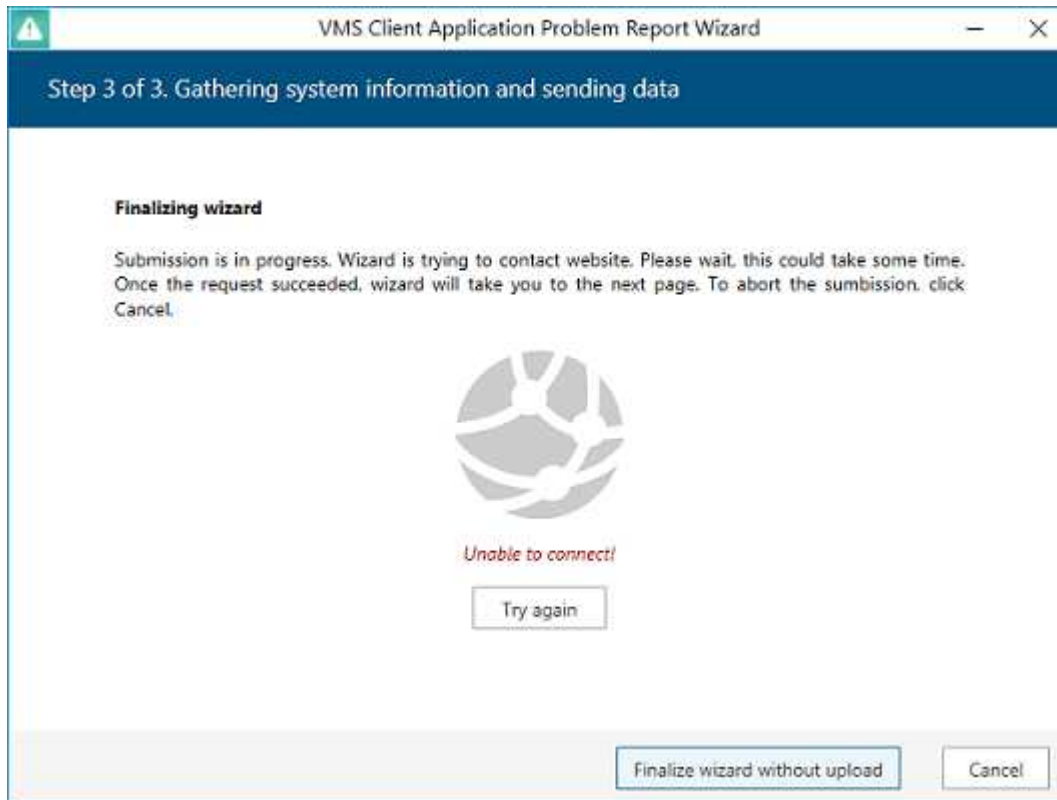 VMS Client Application Problem Report Wizard
Step 3 of 3. Gathering system information and sending data
Finalizing wizard
Submission is in progress. Wizard is trying to contact website. Please wait, this could take some time.
Once the request succeeded, wizard will take you to the next page. To abort the sumbission, click
Cancel.
Unable to connect!
Try again
Finalize wizard without upload
Cancel